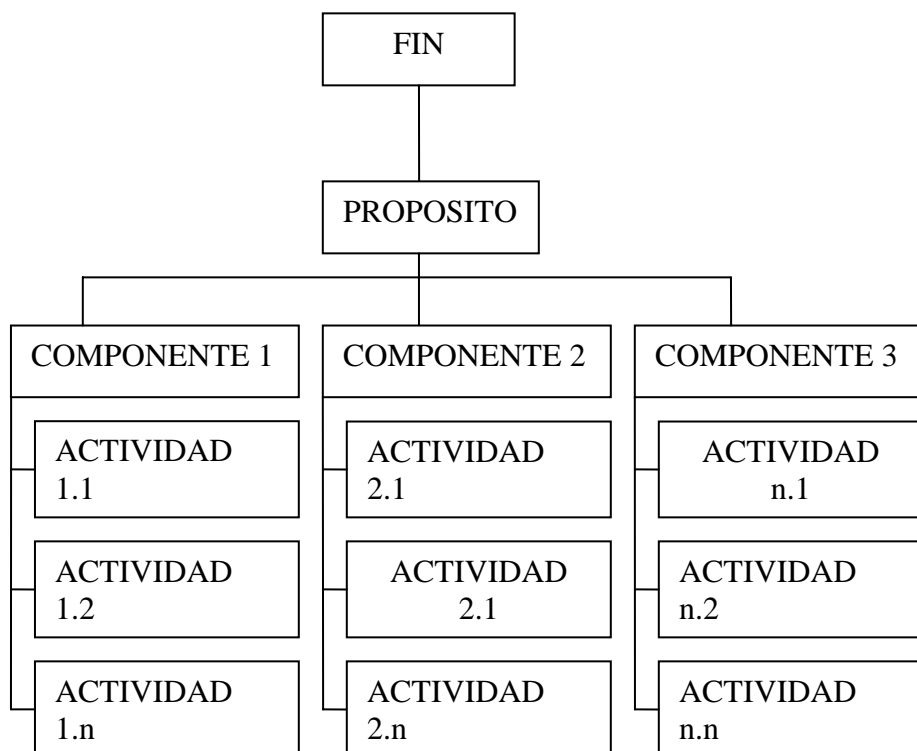 FIN
PROPOSITO
COMPONENTE 1
COMPONENTE 2
COMPONENTE 3
ACTIVIDAD
1.1
ACTIVIDAD
2.1
ACTIVIDAD
n.1
ACTIVIDAD
1.2
ACTIVIDAD
2.1
ACTIVIDAD
n.2
ACTIVIDAD
1.n
ACTIVIDAD
2.n
ACTIVIDAD
n.n